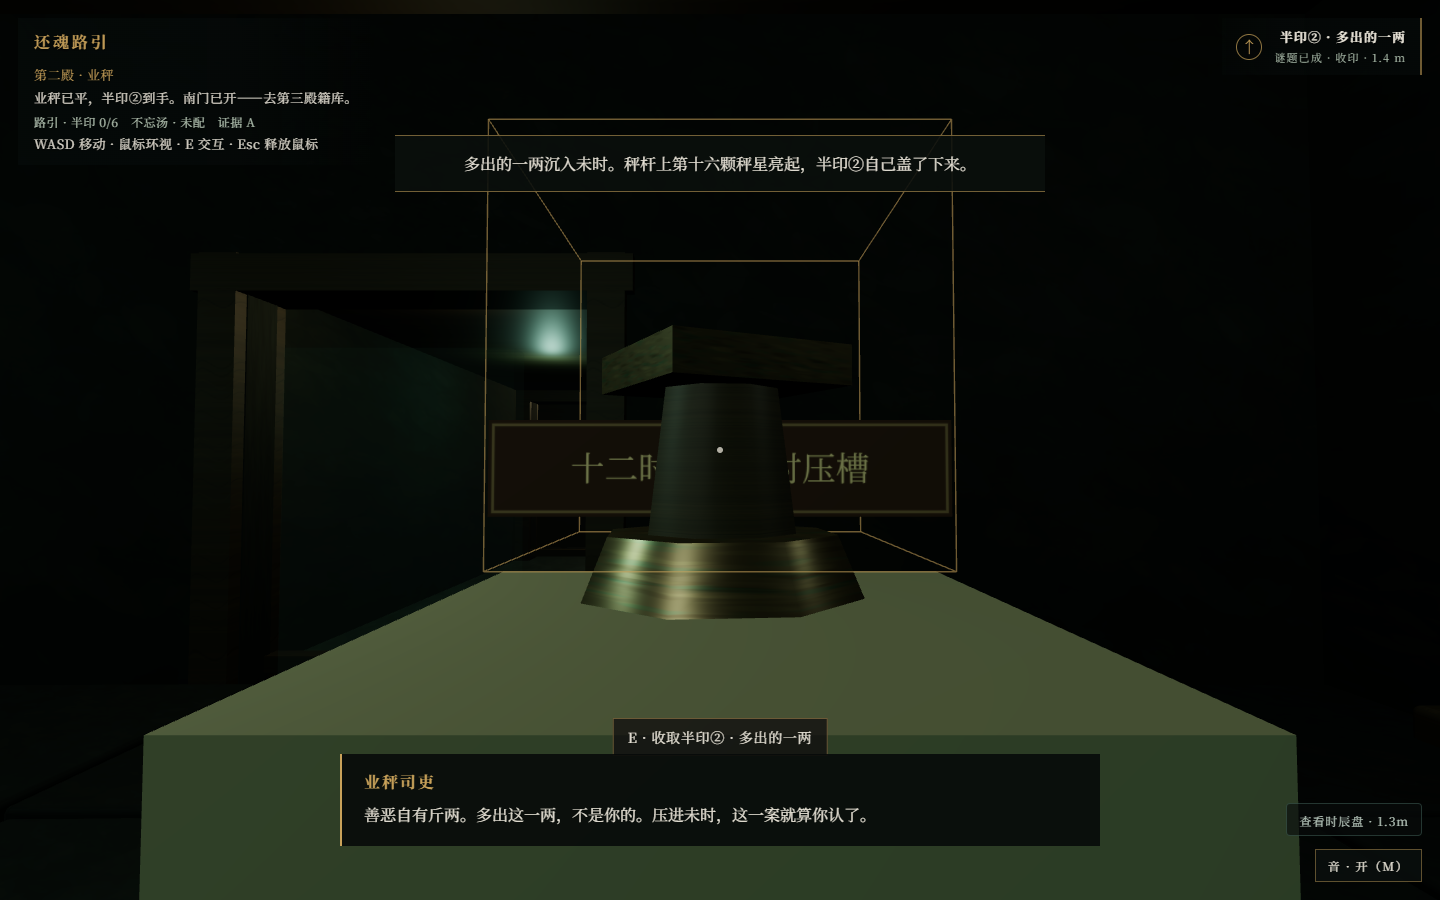 还魂路引
第二殿 · 业秤
业秤已平，半印②到手。南门已开——去第三殿籍库。
路引 · 半印 0/6　不忘汤 · 未配　证据 A
WASD 移动 · 鼠标环视 · E 交互 · Esc 释放鼠标
半印② · 多出的一两
谜题已成 · 收印 · 1.4 m
多出的一两沉入未时。秤杆上第十六颗秤星亮起，半印②自己盖了下来。
十二时 压槽
E · 收取半印② · 多出的一两
业秤司吏
善恶自有斤两。多出这一两，不是你的。压进未时，这一案就算你认了。
查看时辰盘 · 1.3m
音 · 开（M）